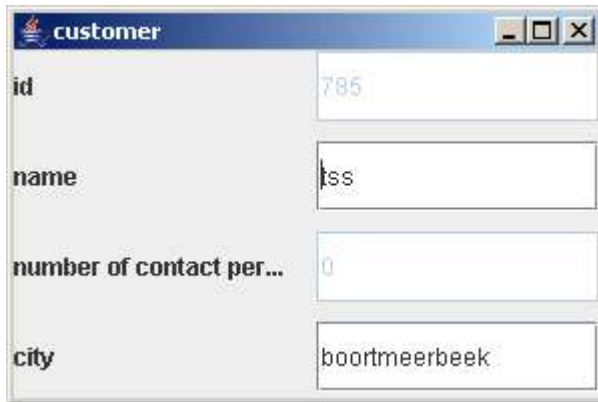 customer
id 785
name tss
number of contact per... 0
city boortmeerbeek